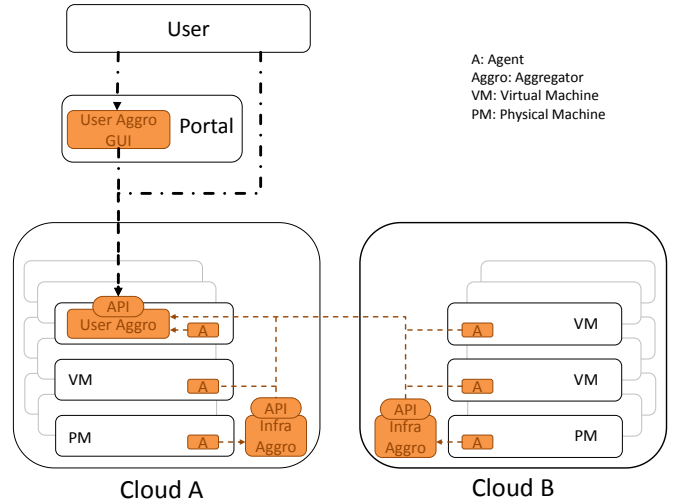 User
A: Agent
Aggro: Aggregator
VM: Virtual Machine
PM: Physical Machine
User Aggro
GUI
Portal
API
User Aggro
A
VM
A
API
Infra
Aggro
PM
A
Cloud A
A
VM
A
VM
API
Infra
Aggro
A
PM
Cloud B